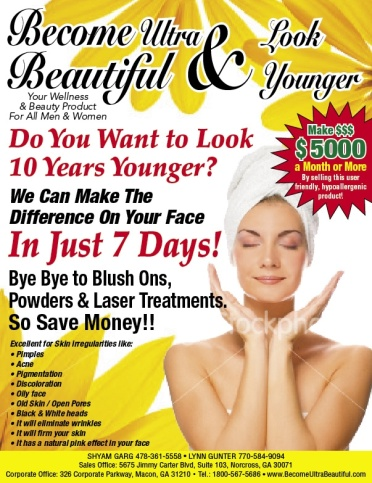 Become Ultra & Look
Beautiful Younger
Your Wellness
& Beauty Product
For All Men & Women
Do You Want to Look
10 Years Younger?
Make $$$
$5000
a Month or More
By selling this user
friendly, hypoallergenic
product!
We Can Make The
Difference On Your Face
In Just 7 Days!
Bye Bye to Blush Ons,
Powders & Laser Treatments.
So Save Money!!
Excellent for Skin Irregularities like:
• Pimples
• Acne
• Pigmentation
• Discoloration
• Oily face
• Old Skin / Open Pores
• Black & White heads
• It will eliminate wrinkles
• It will firm your skin
• It has a natural pink effect in your face
SHYAM GARG 478-361-5558 • LYNN GUNTER 770-584-9094
Sales Office: 5675 Jimmy Carter Blvd, Suite 103, Norcross, GA 30071
Corporate Office: 326 Corporate Parkway, Macon, GA 31210 • Tel.: 1800-567-5686 • www.BecomeUltraBeautiful.com